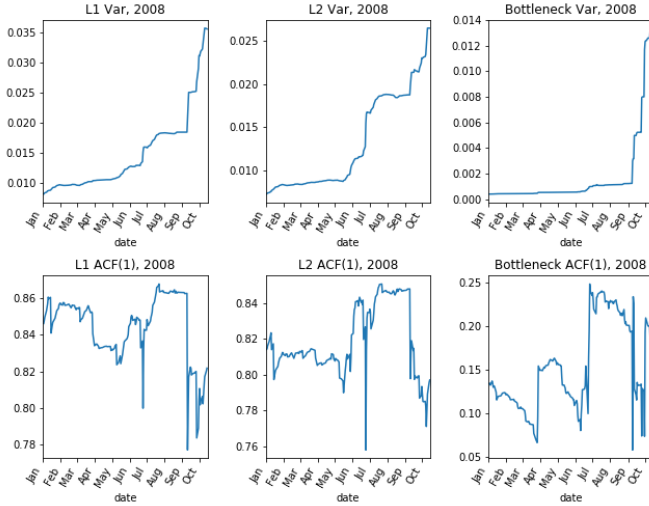 L1 Var, 2008
0.035
0.030
0.025
0.020
0.015
0.010
Jan
Feb
Mar
Apr
May
Jun
Jul
Aug
Sep
Oct
date
L2 Var, 2008
0.025
0.020
0.015
0.010
Jan
Feb
Mar
Apr
May
Jun
Jul
Aug
Sep
Oct
date
Bottleneck Var, 2008
0.014
0.012
0.010
0.008
0.006
0.004
0.002
0.000
Jan
Feb
Mar
Apr
May
Jun
Jul
Aug
Sep
Oct
date
L1 ACF(1), 2008
0.86
0.84
0.82
0.80
0.78
Jan
Feb
Mar
Apr
May
Jun
Jul
Aug
Sep
Oct
date
L2 ACF(1), 2008
0.84
0.82
0.80
0.78
0.76
Jan
Feb
Mar
Apr
May
Jun
Jul
Aug
Sep
Oct
date
Bottleneck ACF(1), 2008
0.25
0.20
0.15
0.10
0.05
Jan
Feb
Mar
Apr
May
Jun
Jul
Aug
Sep
Oct
date